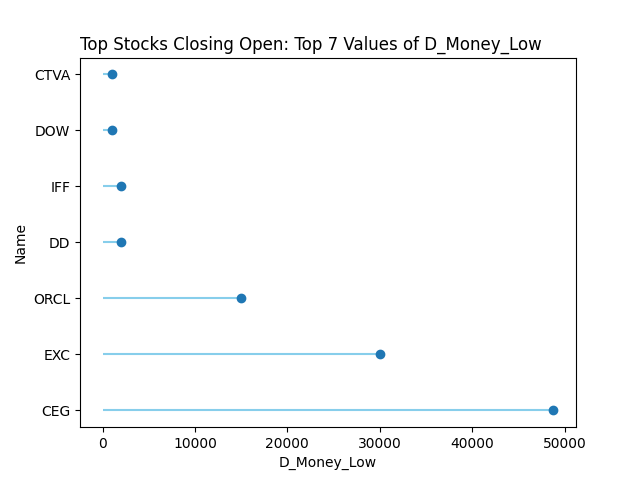 Top Stocks Closing Open: Top 7 Values of D_Money_Low
CTVA
DOW
IFF
DD
ORCL
EXC
CEG
Name
0 10000 20000 30000 40000 50000
D_Money_Low